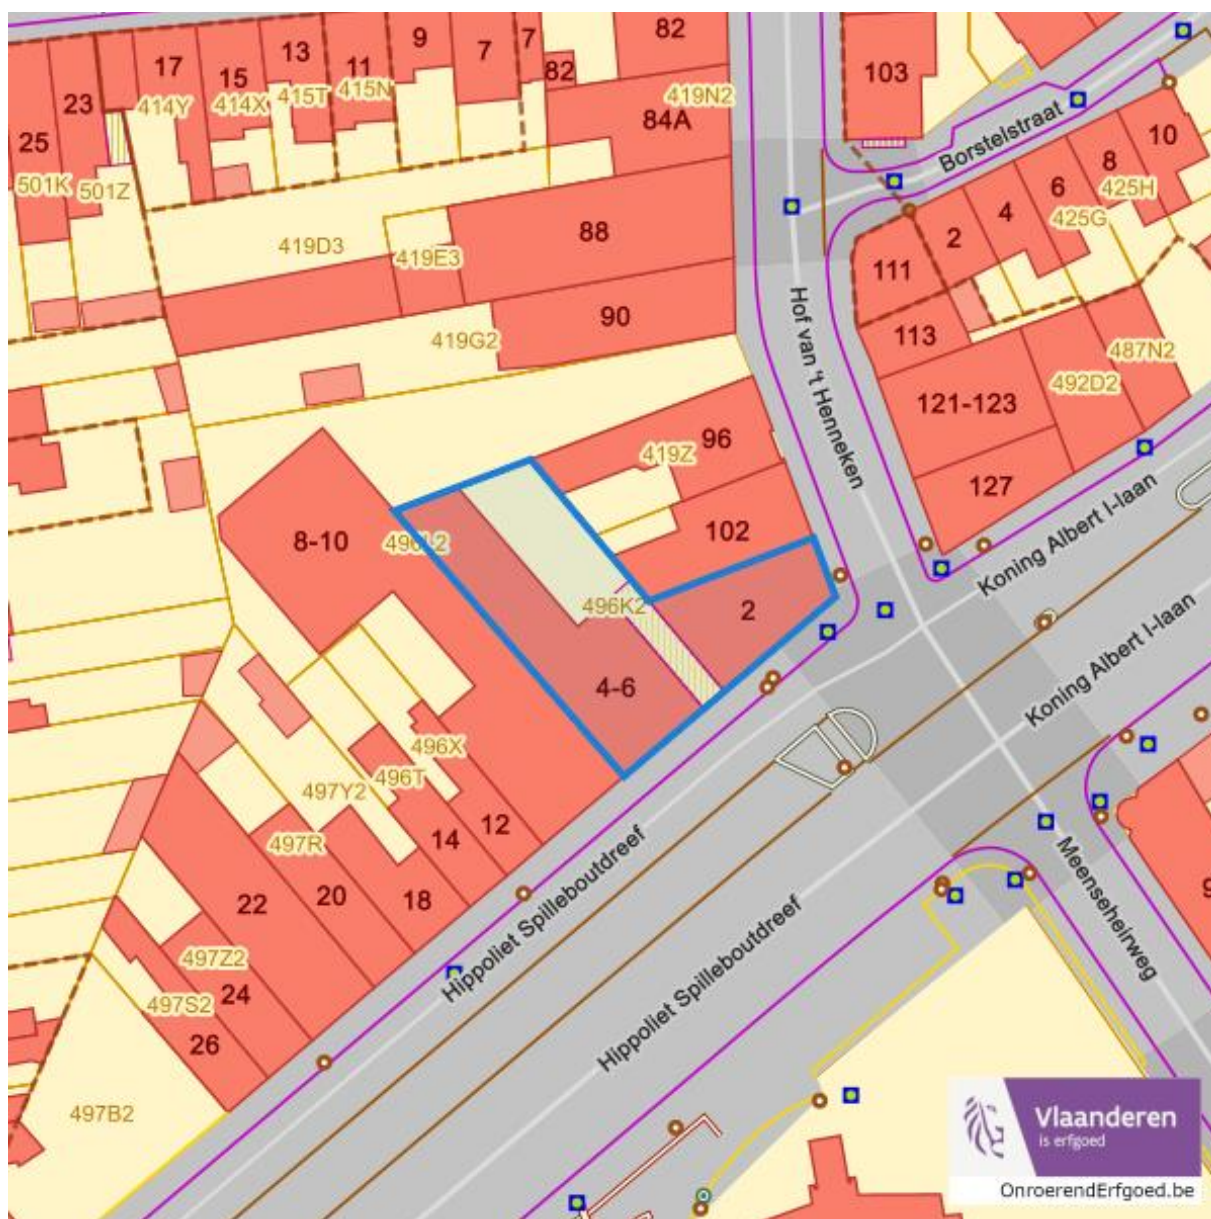 17
13
9
7
7
82
15
11
82
103
23
414Y
414X
415T
415N
419N2
84A
25
501K
501Z
Borstelstraat
10
8
6
425H
4
425G
2
88
419D3
419E3
111
Hof van 't Henneken
90
419G2
113
487N2
492D2
121-123
96
419Z
127
8-10
496L2
102
Koning Albert I-laan
496K2
2
4-6
Koning Albert I-laan
496X
496T
497Y2
497R
14
12
20
18
22
Hippoliet Spilleboutdreef
Meenseheirweg
9
497Z2
24
497S2
26
Hippoliet Spilleboutdreef
497B2
Vlaanderen
is erfgoed
OnroerendErfgoed.be